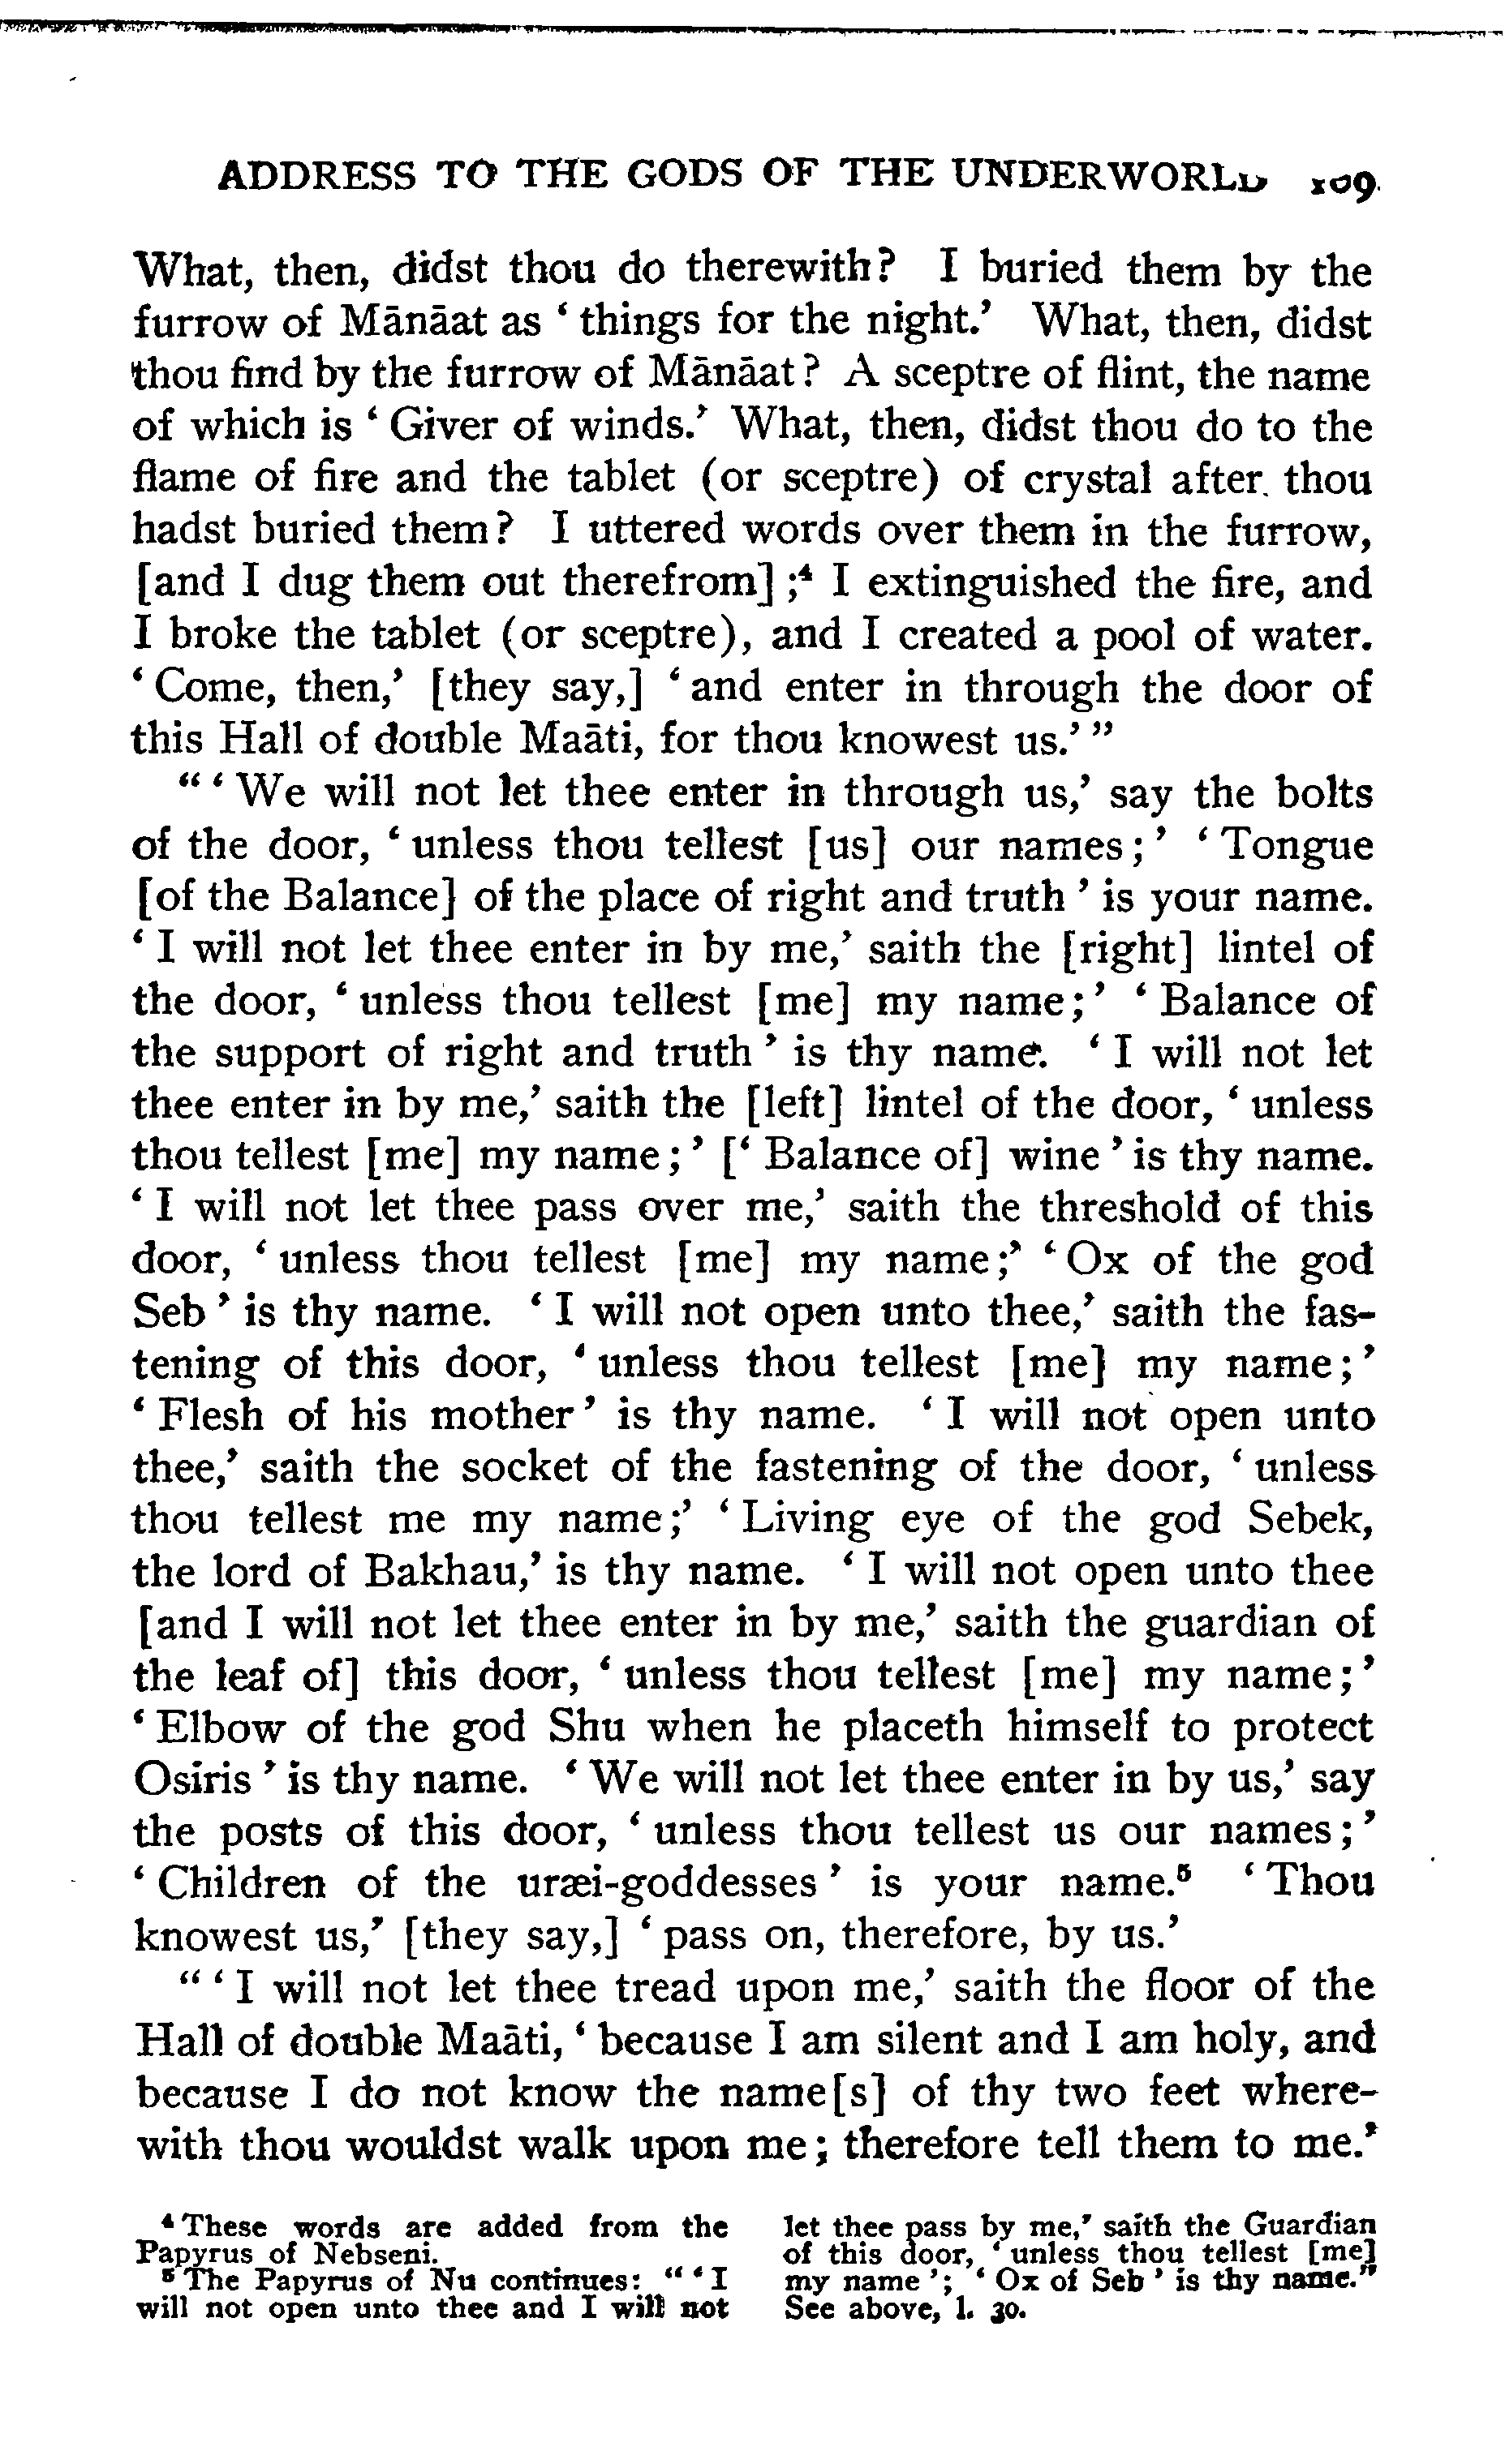 ADDRESS TO THE GODS OF THE UNDERWORLD 109
What, then, didst thou do therewith? I buried them by the
furrow of Mānāat as ‘ things for the night.’ What, then, didst
thou find by the furrow of Mānāat? A sceptre of flint, the name
of which is ‘ Giver of winds.’ What, then, didst thou do to the
flame of fire and the tablet (or sceptre) of crystal after thou
hadst buried them? I uttered words over them in the furrow,
[and I dug them out therefrom] ;⁴ I extinguished the fire, and
I broke the tablet (or sceptre), and I created a pool of water.
‘ Come, then,’ [they say,] ‘ and enter in through the door of
this Hall of double Maāti, for thou knowest us.’ ”
“ ‘ We will not let thee enter in through us,’ say the bolts
of the door, ‘ unless thou tellest [us] our names ; ’ ‘ Tongue
[of the Balance] of the place of right and truth ’ is your name.
‘ I will not let thee enter in by me,’ saith the [right] lintel of
the door, ‘ unless thou tellest [me] my name ; ’ ‘ Balance of
the support of right and truth ’ is thy name. ‘ I will not let
thee enter in by me,’ saith the [left] lintel of the door, ‘ unless
thou tellest [me] my name ; ’ [‘ Balance of] wine ’ is thy name.
‘ I will not let thee pass over me,’ saith the threshold of this
door, ‘ unless thou tellest [me] my name ;’ ‘ Ox of the god
Seb ’ is thy name. ‘ I will not open unto thee,’ saith the fas-
tening of this door, ‘ unless thou tellest [me] my name ; ’
‘ Flesh of his mother ’ is thy name. ‘ I will not open unto
thee,’ saith the socket of the fastening of the door, ‘ unless
thou tellest me my name ;’ ‘ Living eye of the god Sebek,
the lord of Bakhau,’ is thy name. ‘ I will not open unto thee
[and I will not let thee enter in by me,’ saith the guardian of
the leaf of] this door, ‘ unless thou tellest [me] my name ; ’
‘ Elbow of the god Shu when he placeth himself to protect
Osiris ’ is thy name. ‘ We will not let thee enter in by us,’ say
the posts of this door, ‘ unless thou tellest us our names ; ’
‘ Children of the uræi-goddesses ’ is your name.⁵ ‘ Thou
knowest us,’ [they say,] ‘ pass on, therefore, by us.’
“ ‘ I will not let thee tread upon me,’ saith the floor of the
Hall of double Maāti, ‘ because I am silent and I am holy, and
because I do not know the name[s] of thy two feet where-
with thou wouldst walk upon me ; therefore tell them to me.’
⁴ These words are added from the
Papyrus of Nebseni.
⁵ The Papyrus of Nu continues: “ ‘ I
will not open unto thee and I will not
let thee pass by me,’ saith the Guardian
of this door, ‘ unless thou tellest [me]
my name ’; ‘ Ox of Seb ’ is thy name.”
See above, l. 30.